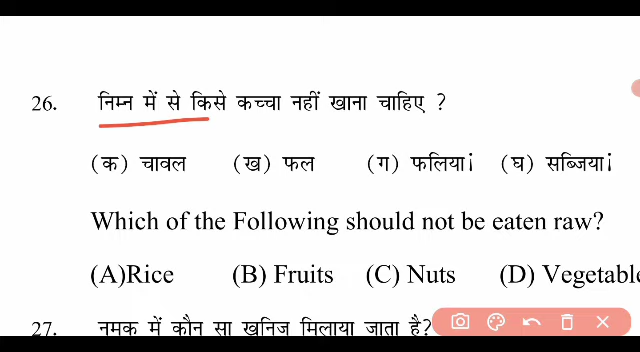 26. निम्न में से किसे कच्चा नहीं खाना चाहिए ?
(क) चावल (ख) फल (ग) फलियाi (घ) सब्जियाi
Which of the Following should not be eaten raw?
(A)Rice (B) Fruits (C) Nuts (D) Vegetabl
27. नमक में कौन सा खनिज मिलाया जाता है?